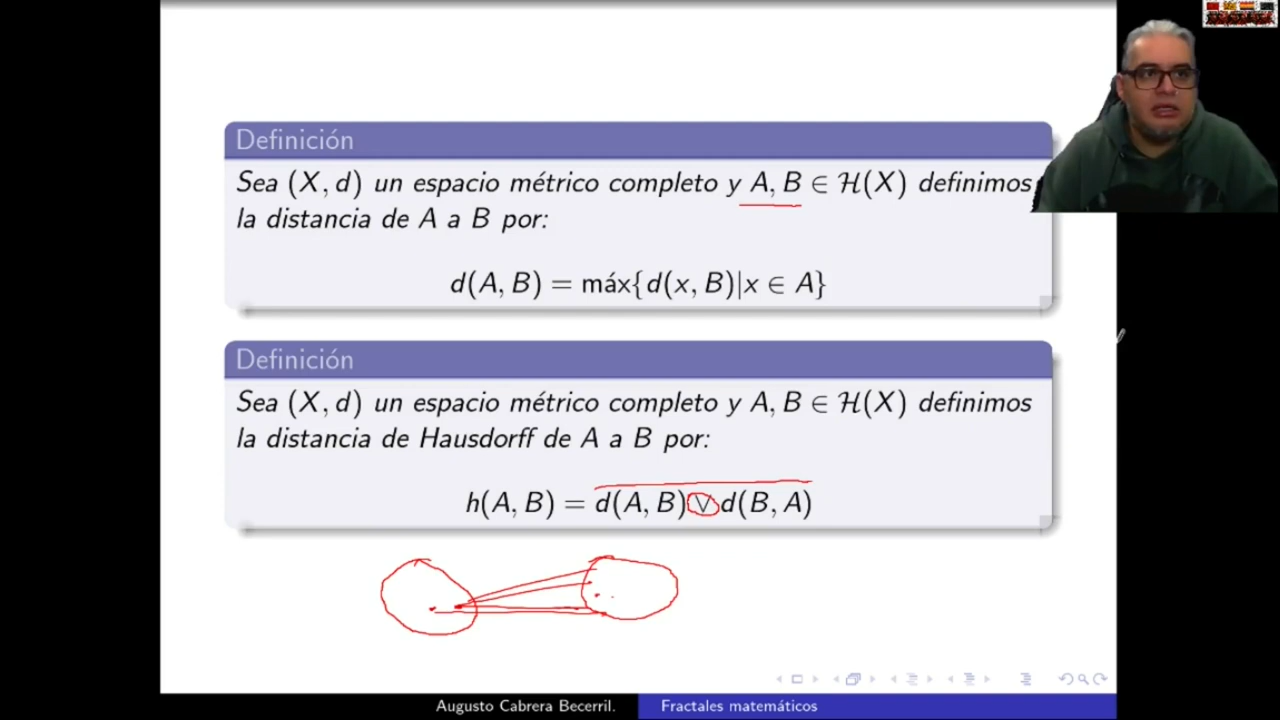 Definición
Sea (X, d) un espacio métrico completo y A, B ∈ ℋ(X) definimos
la distancia de A a B por:
d(A, B) = máx{d(x, B)|x ∈ A}
Definición
Sea (X, d) un espacio métrico completo y A, B ∈ ℋ(X) definimos
la distancia de Hausdorff de A a B por:
h(A, B) = d(A, B) ∨ d(B, A)
Augusto Cabrera Becerril. Fractales matemáticos